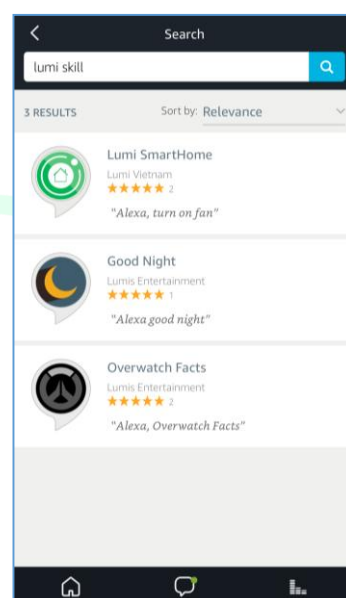 Search
lumi skill
3 RESULTS
Sort by: Relevance
Lumi SmartHome
Lumi Vietnam
2
"Alexa, turn on fan"
Good Night
Lumis Entertainment
1
"Alexa good night"
Overwatch Facts
Lumis Entertainment
2
"Alexa, Overwatch Facts"